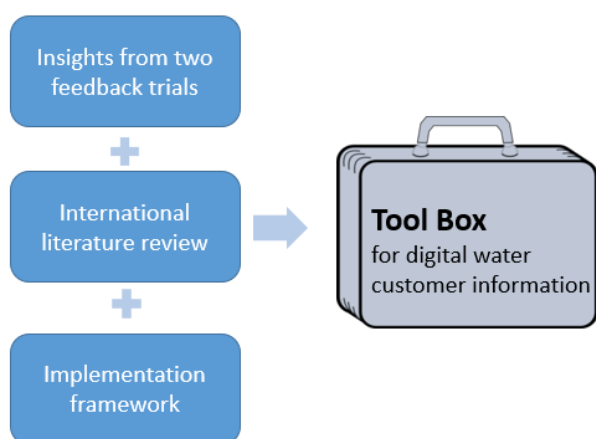 Insights from two
feedback trials
International
literature review
Implementation
framework
Tool Box
for digital water
customer information